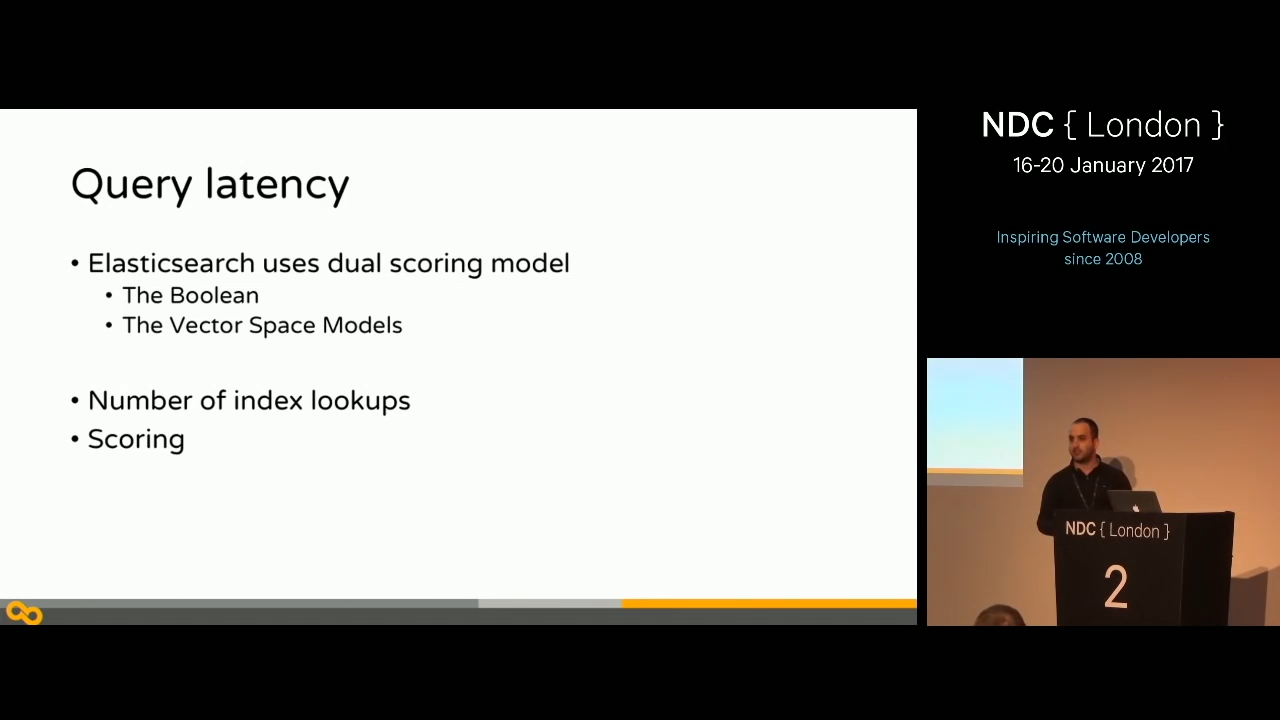 Query latency
• Elasticsearch uses dual scoring model
• The Boolean
• The Vector Space Models
• Number of index lookups
• Scoring
NDC { London }
16-20 January 2017
Inspiring Software Developers
since 2008
NDC { London }
2